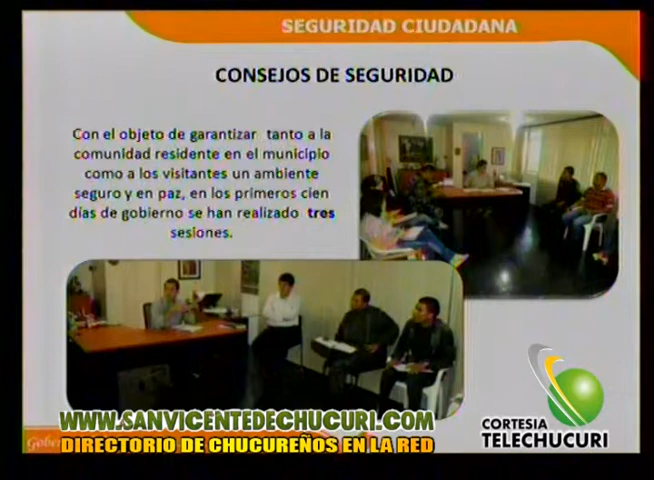 SEGURIDAD CIUDADANA
CONSEJOS DE SEGURIDAD
Con el objeto de garantizar tanto a la
comunidad residente en el municipio
como a los visitantes un ambiente
seguro y en paz, en los primeros cien
días de gobierno se han realizado tres
sesiones.
WWW.SANVICENTEDECHUCURI.COM
DIRECTORIO DE CHUCUREÑOS EN LA RED
CORTESIA
TELECHUCURI